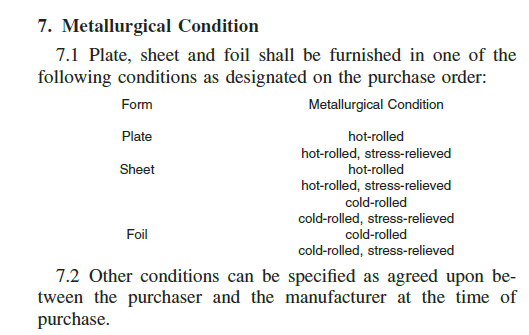 7. Metallurgical Condition
7.1 Plate, sheet and foil shall be furnished in one of the
following conditions as designated on the purchase order:
Form Metallurgical Condition
Plate hot-rolled
hot-rolled, stress-relieved
Sheet hot-rolled
hot-rolled, stress-relieved
cold-rolled
cold-rolled, stress-relieved
Foil cold-rolled
cold-rolled, stress-relieved
7.2 Other conditions can be specified as agreed upon be-
tween the purchaser and the manufacturer at the time of
purchase.